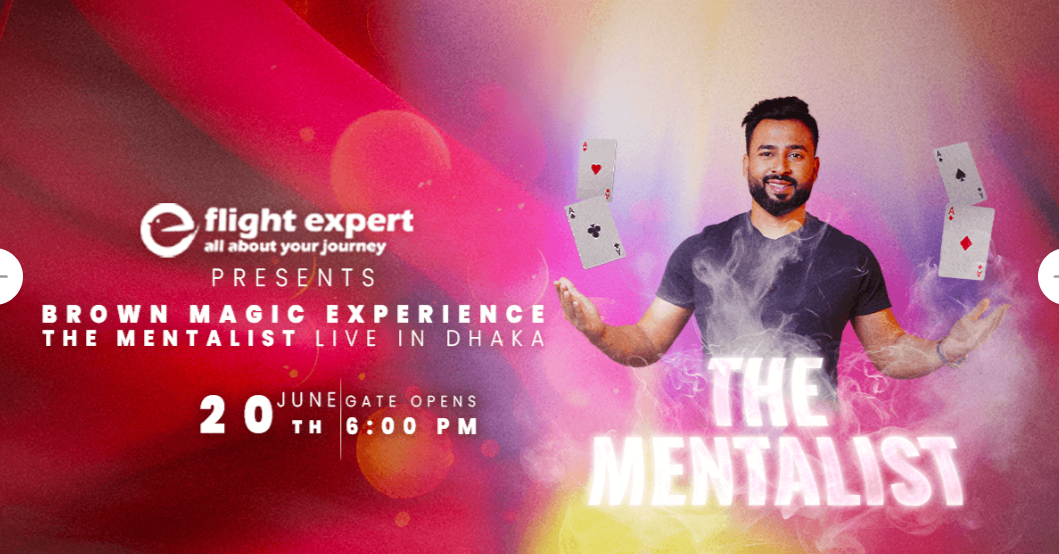 flight expert
all about your journey
PRESENTS
BROWN MAGIC EXPERIENCE
THE MENTALIST LIVE IN DHAKA
20 JUNE TH
GATE OPENS
6:00 PM
A
A
A
A
A
A
A
A
THE
MENTALIST